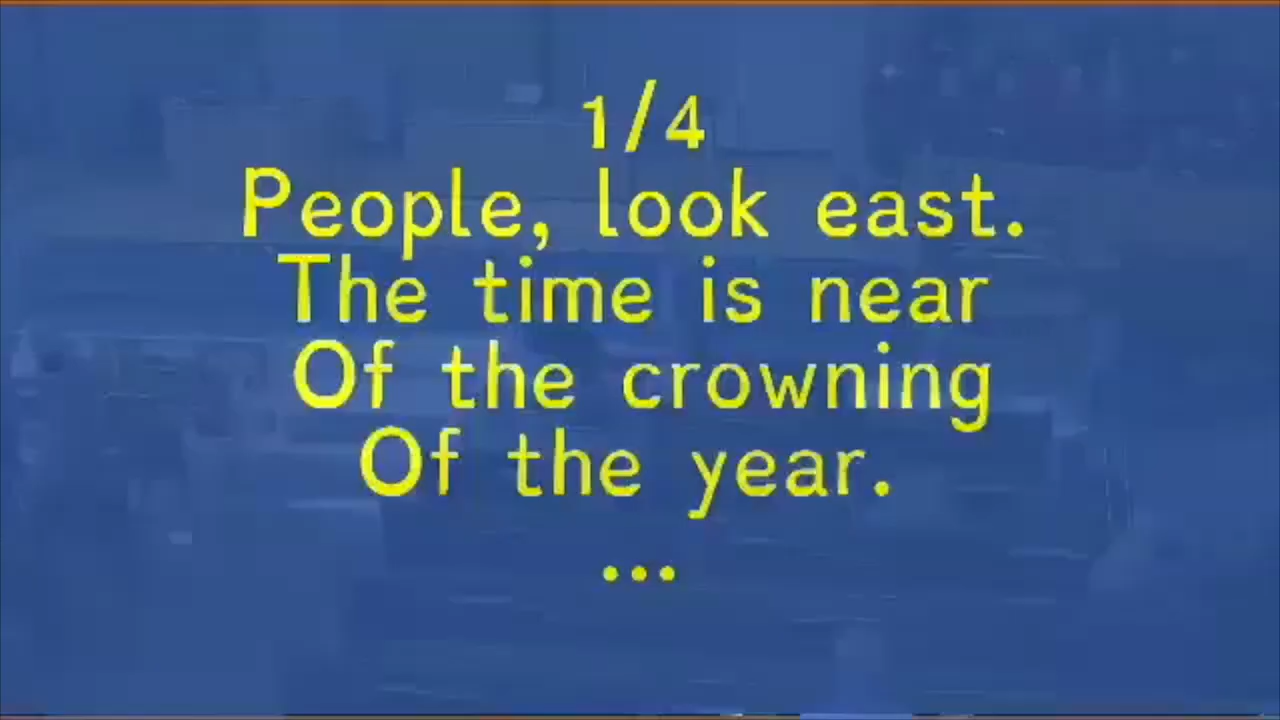 1/4
People, look east.
The time is near
Of the crowning
Of the year.
...